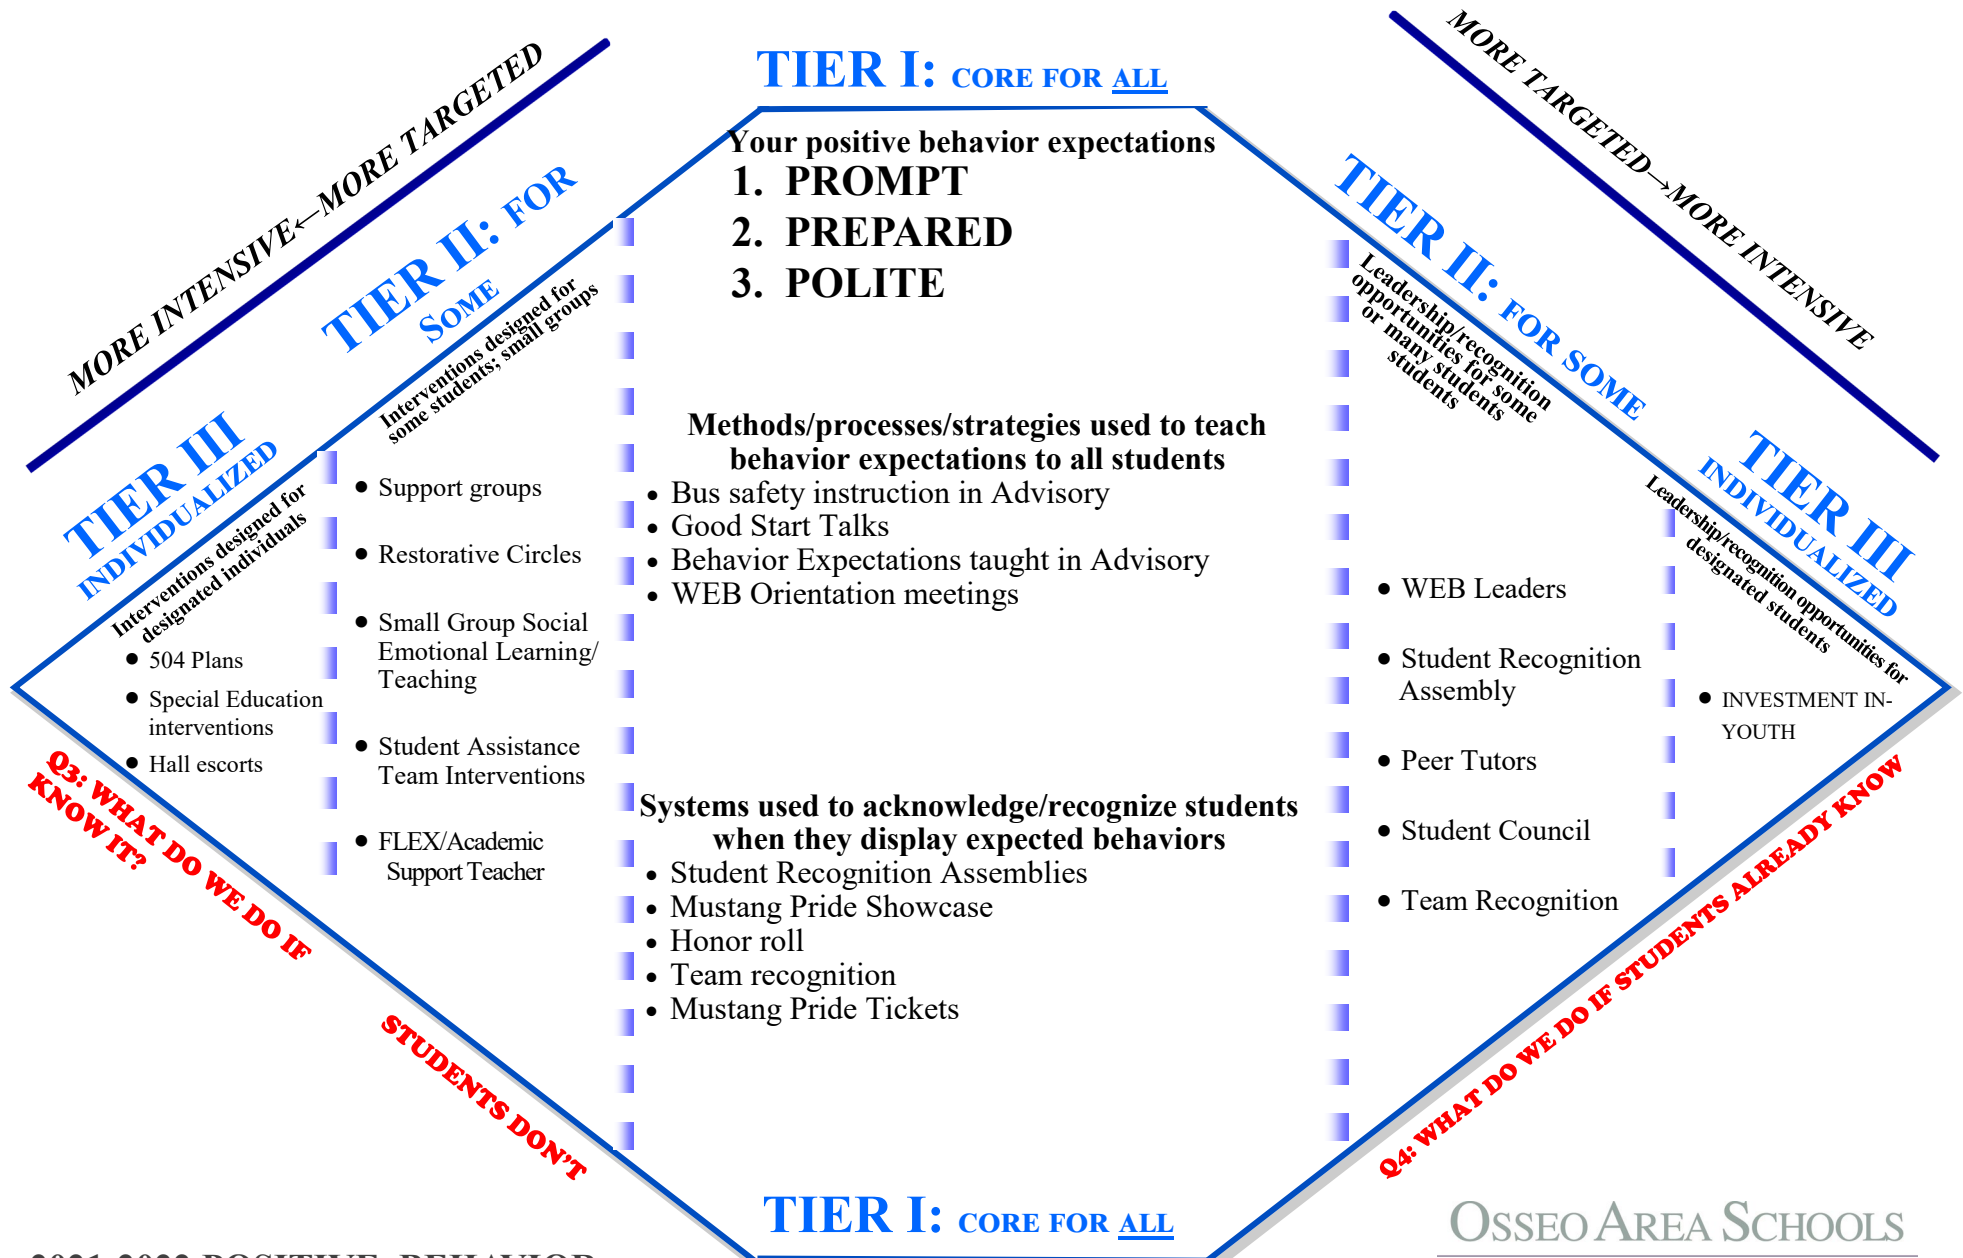 TIER I: CORE FOR ALL
MORE INTENSIVE←MORE TARGETED
MORE TARGETED→MORE INTENSIVE
TIER II: FOR
SOME
Interventions designed for
some students; small groups
TIER III
INDIVIDUALIZED
Interventions designed for
designated individuals
• 504 Plans
• Special Education
interventions
• Hall escorts
• Support groups
• Restorative Circles
• Small Group Social
Emotional Learning/
Teaching
• Student Assistance
Team Interventions
• FLEX/Academic
Support Teacher
Your positive behavior expectations
1. PROMPT
2. PREPARED
3. POLITE
Methods/processes/strategies used to teach
behavior expectations to all students
• Bus safety instruction in Advisory
• Good Start Talks
• Behavior Expectations taught in Advisory
• WEB Orientation meetings
Systems used to acknowledge/recognize students
when they display expected behaviors
• Student Recognition Assemblies
• Mustang Pride Showcase
• Honor roll
• Team recognition
• Mustang Pride Tickets
TIER II: FOR SOME
Leadership/recognition
opportunities for some
or many students
students
• WEB Leaders
• Student Recognition
Assembly
• Peer Tutors
• Student Council
• Team Recognition
TIER III
INDIVIDUALIZED
Leadership/recognition opportunities for
designated students
• INVESTMENT IN-
YOUTH
Q3: WHAT DO WE DO IF
KNOW IT?
STUDENTS DON'T
Q4: WHAT DO WE DO IF STUDENTS ALREADY KNOW
TIER I: CORE FOR ALL
OSSEO AREA SCHOOLS
2021-2022 POSITIVE BEHAVIOR